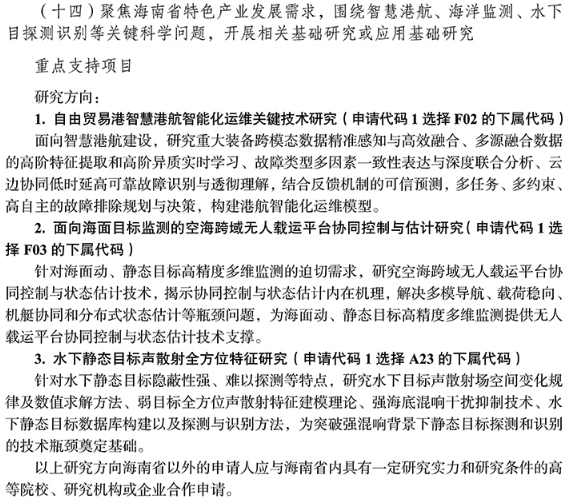 （十四）聚焦海南省特色产业发展需求，围绕智慧港航、海洋监测、水下
目探测识别等关键科学问题，开展相关基础研究或应用基础研究
重点支持项目
研究方向：
1. 自由贸易港智慧港航智能化运维关键技术研究（申请代码 1 选择 F02 的下属代码）
面向智慧港航建设，研究重大装备跨模态数据精准感知与高效融合、多源融合数据
的高阶特征提取和高阶异质实时学习、故障类型多因素一致性表达与深度联合分析、云
边协同低时延高可靠故障识别与透彻理解，结合反馈机制的可信预测，多任务、多约束、
高自主的故障排除规划与决策，构建港航智能化运维模型。
2. 面向海面目标监测的空海跨域无人载运平台协同控制与估计研究（申请代码 1 选
择 F03 的下属代码）
针对海面动、静态目标高精度多维监测的迫切需求，研究空海跨域无人载运平台协
同控制与状态估计技术，揭示协同控制与状态估计内在机理，解决多模导航、载荷稳向、
机艇协同和分布式状态估计等瓶颈问题，为海面动、静态目标高精度多维监测提供无人
载运平台协同控制与状态估计技术支撑。
3. 水下静态目标声散射全方位特征研究（申请代码 1 选择 A23 的下属代码）
针对水下静态目标隐蔽性强、难以探测等特点，研究水下目标声散射场空间变化规
律及数值求解方法、弱目标全方位声散射特征建模理论、强海底混响干扰抑制技术、水
下静态目标数据库构建以及探测与识别方法，为突破强混响背景下静态目标探测和识别
的技术瓶颈奠定基础。
以上研究方向海南省以外的申请人应与海南省内具有一定研究实力和研究条件的高
等院校、研究机构或企业合作申请。